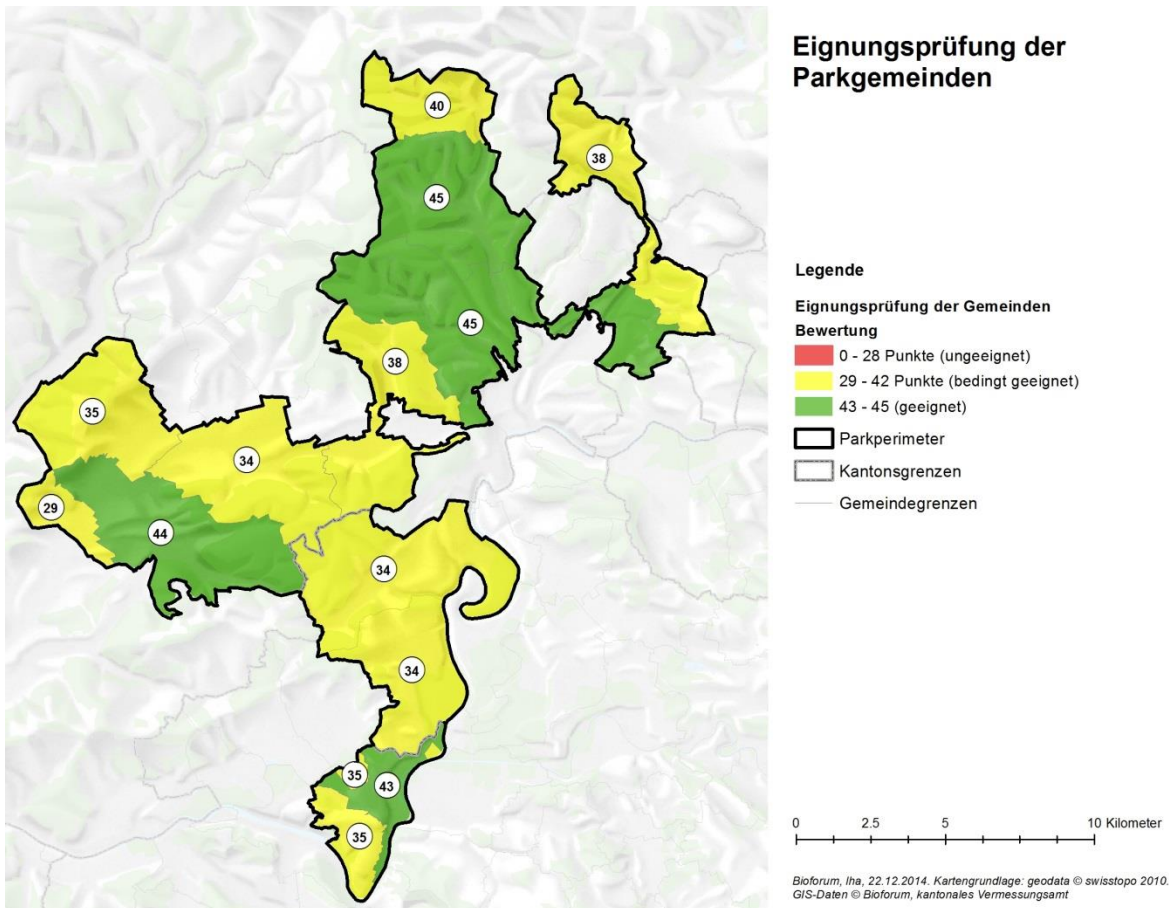 Eignungsprüfung der
Parkgemeinden
40
38
45
45
38
35
34
29
44
34
34
35
43
35
Legende
Eignungsprüfung der Gemeinden
Bewertung
0 - 28 Punkte (ungeeignet)
29 - 42 Punkte (bedingt geeignet)
43 - 45 (geeignet)
Parkperimeter
Kantonsgrenzen
Gemeindegrenzen
0 2.5 5 10 Kilometer
Bioforum, lha, 22.12.2014. Kartengrundlage: geodata © swisstopo 2010.
GIS-Daten © Bioforum, kantonales Vermessungsamt